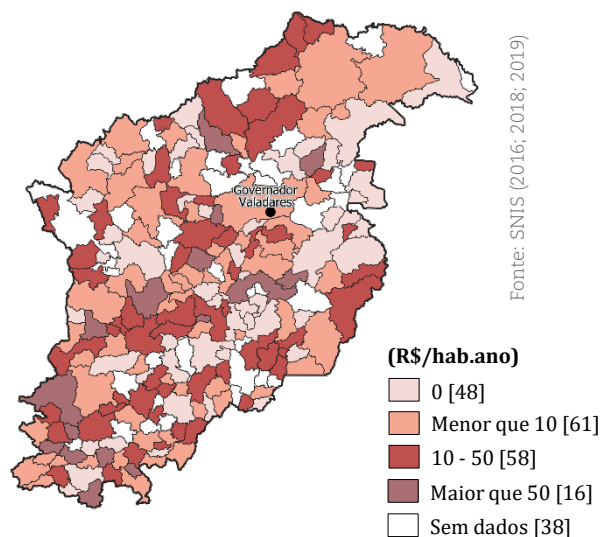 Governador
Valadares
Fonte: SNIS (2016; 2018; 2019)
(R$/hab.ano)
0 [48]
Menor que 10 [61]
10 - 50 [58]
Maior que 50 [16]
Sem dados [38]